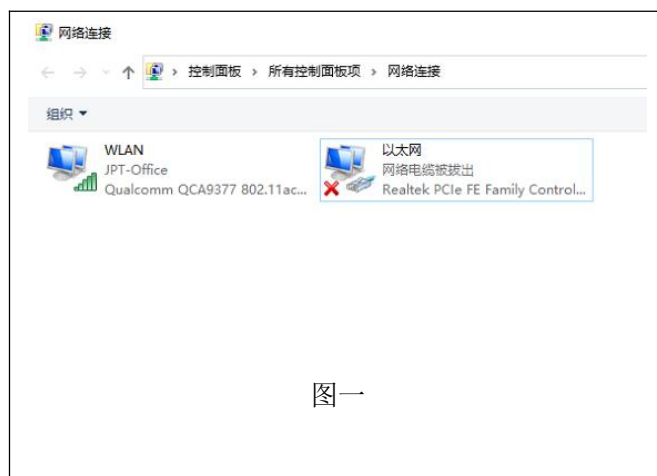 网络连接
控制面板 › 所有控制面板项 › 网络连接
组织
WLAN
JPT-Office
Qualcomm QCA9377 802.11ac...
以太网
网络电缆被拔出
Realtek PCIe FE Family Control...
图一